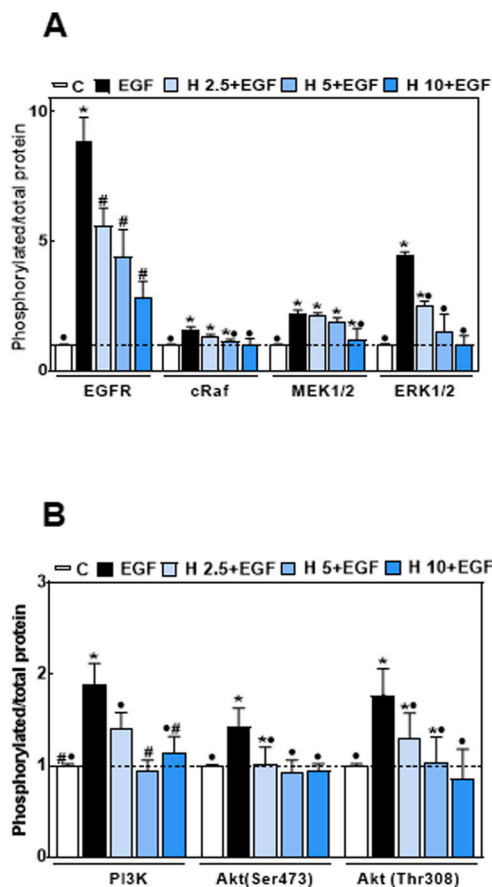 A
C EGF H 2.5+EGF H 5+EGF H 10+EGF
Phosphorylated/total protein
10
5
0
* # # #
* * *• •
* * * *•
* *• • •
• • • •
EGFR cRaf MEK1/2 ERK1/2
B
C EGF H 2.5+EGF H 5+EGF H 10+EGF
Phosphorylated/total protein
3
2
1
0
#• * • # •#
• * *• • •
• * *• *• •
PI3K Akt(Ser473) Akt (Thr308)